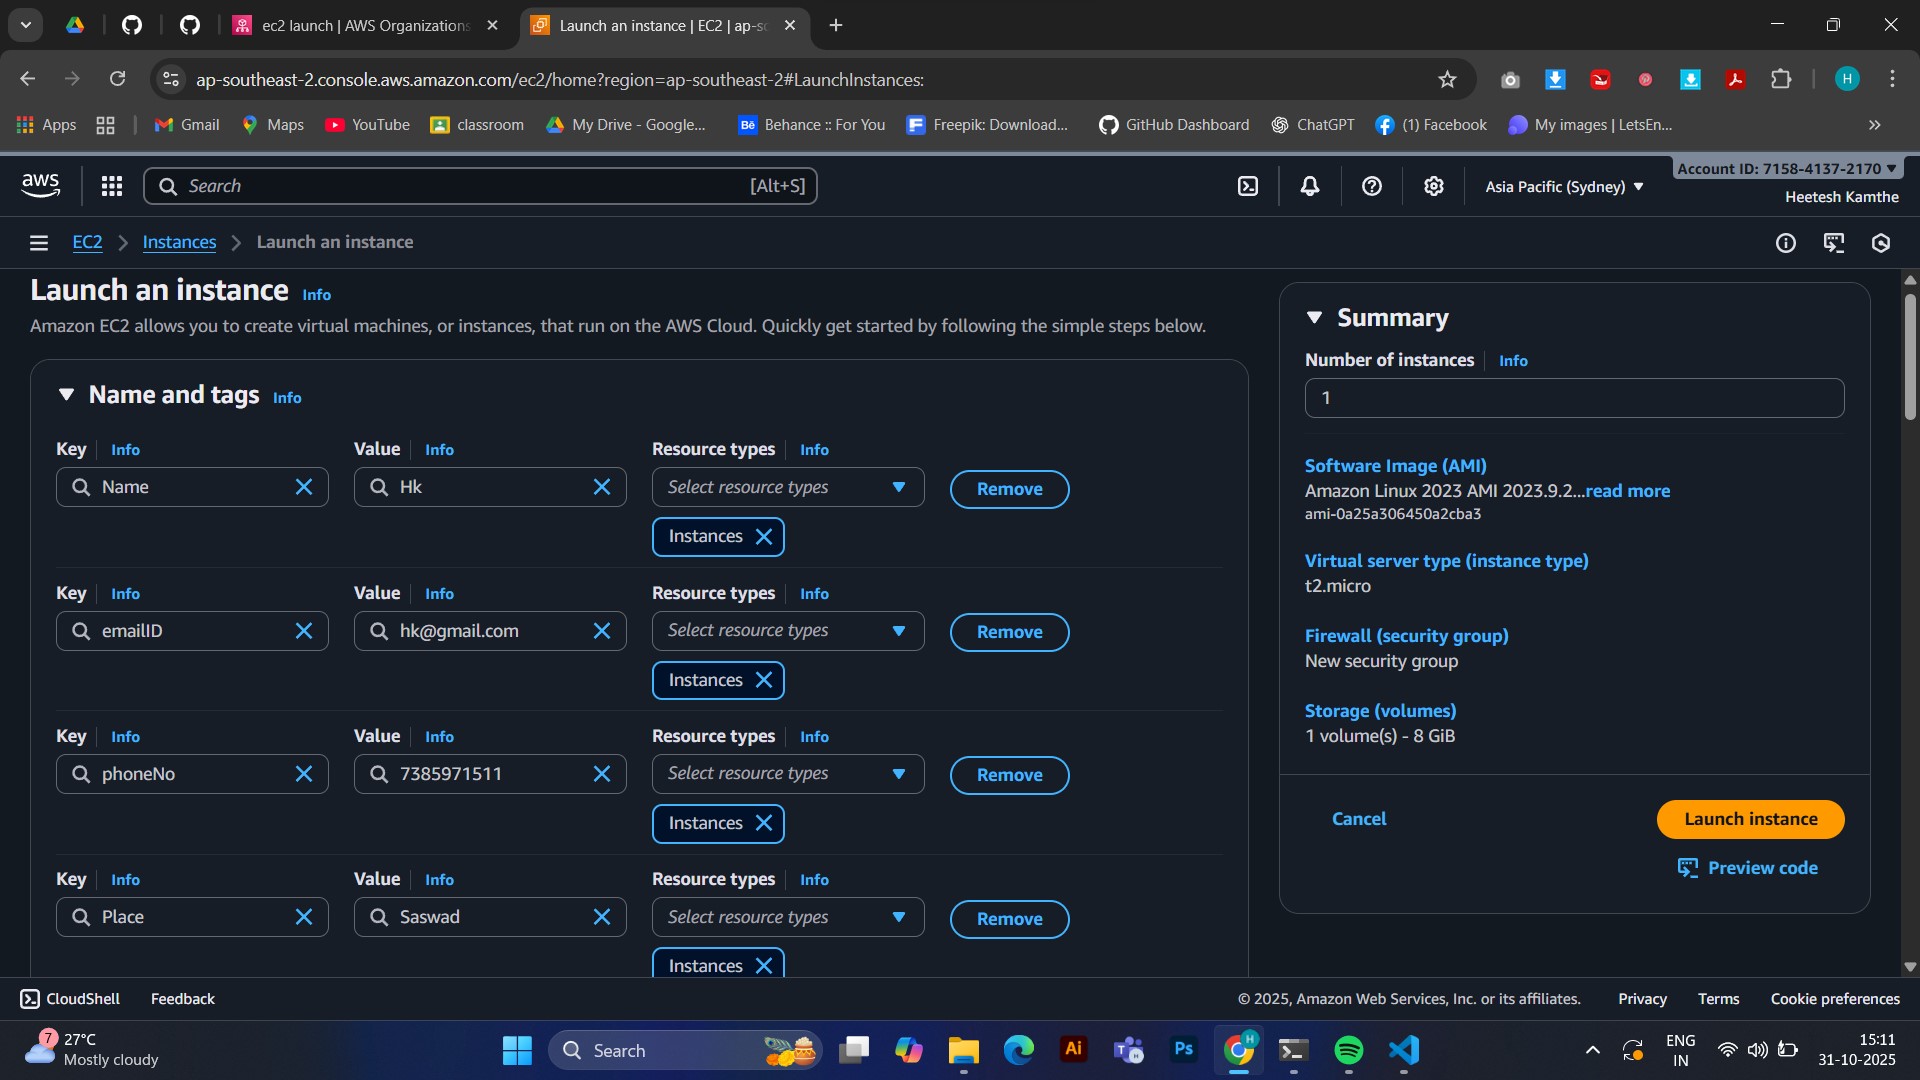 ec2 launch | AWS Organizations
Launch an instance | EC2 | ap-so
ap-southeast-2.console.aws.amazon.com/ec2/home?region=ap-southeast-2#LaunchInstances:
H
Apps
Gmail
Maps
YouTube
classroom
My Drive - Google...
Bē Behance :: For You
Freepik: Download...
GitHub Dashboard
ChatGPT
(1) Facebook
My images | LetsEn...
»
aws
Search [Alt+S]
Asia Pacific (Sydney)
Account ID: 7158-4137-2170
Heetesh Kamthe
EC2 > Instances > Launch an instance
Launch an instance Info
Amazon EC2 allows you to create virtual machines, or instances, that run on the AWS Cloud. Quickly get started by following the simple steps below.
Name and tags Info
Key Info Value Info Resource types Info
Name Hk Select resource types Remove
Instances
Key Info Value Info Resource types Info
emailID hk@gmail.com Select resource types Remove
Instances
Key Info Value Info Resource types Info
phoneNo 7385971511 Select resource types Remove
Instances
Key Info Value Info Resource types Info
Place Saswad Select resource types Remove
Instances
Summary
Number of instances Info
1
Software Image (AMI)
Amazon Linux 2023 AMI 2023.9.2...read more
ami-0a25a306450a2cba3
Virtual server type (instance type)
t2.micro
Firewall (security group)
New security group
Storage (volumes)
1 volume(s) - 8 GiB
Cancel Launch instance
Preview code
CloudShell Feedback © 2025, Amazon Web Services, Inc. or its affiliates. Privacy Terms Cookie preferences
7
27°C
Mostly cloudy
Search
Ai
Ps
H
ENG
IN
15:11
31-10-2025